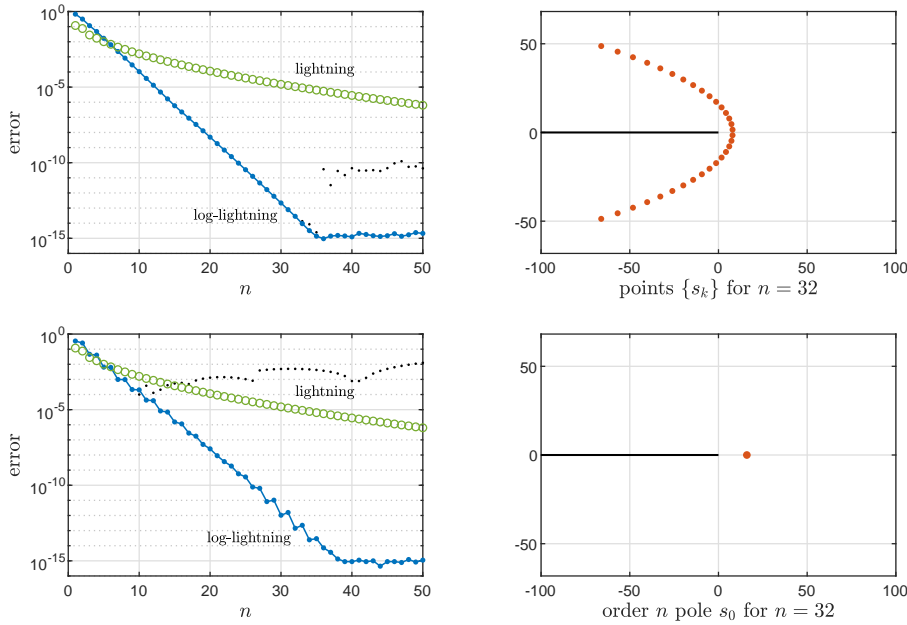 10^0
10^-5
10^-10
10^-15
error
lightning
log-lightning
0 10 20 30 40 50
n
50
0
-50
-100 -50 0 50 100
points {s_k} for n = 32
10^0
10^-5
10^-10
10^-15
error
lightning
log-lightning
0 10 20 30 40 50
n
50
0
-50
-100 -50 0 50 100
order n pole s_0 for n = 32